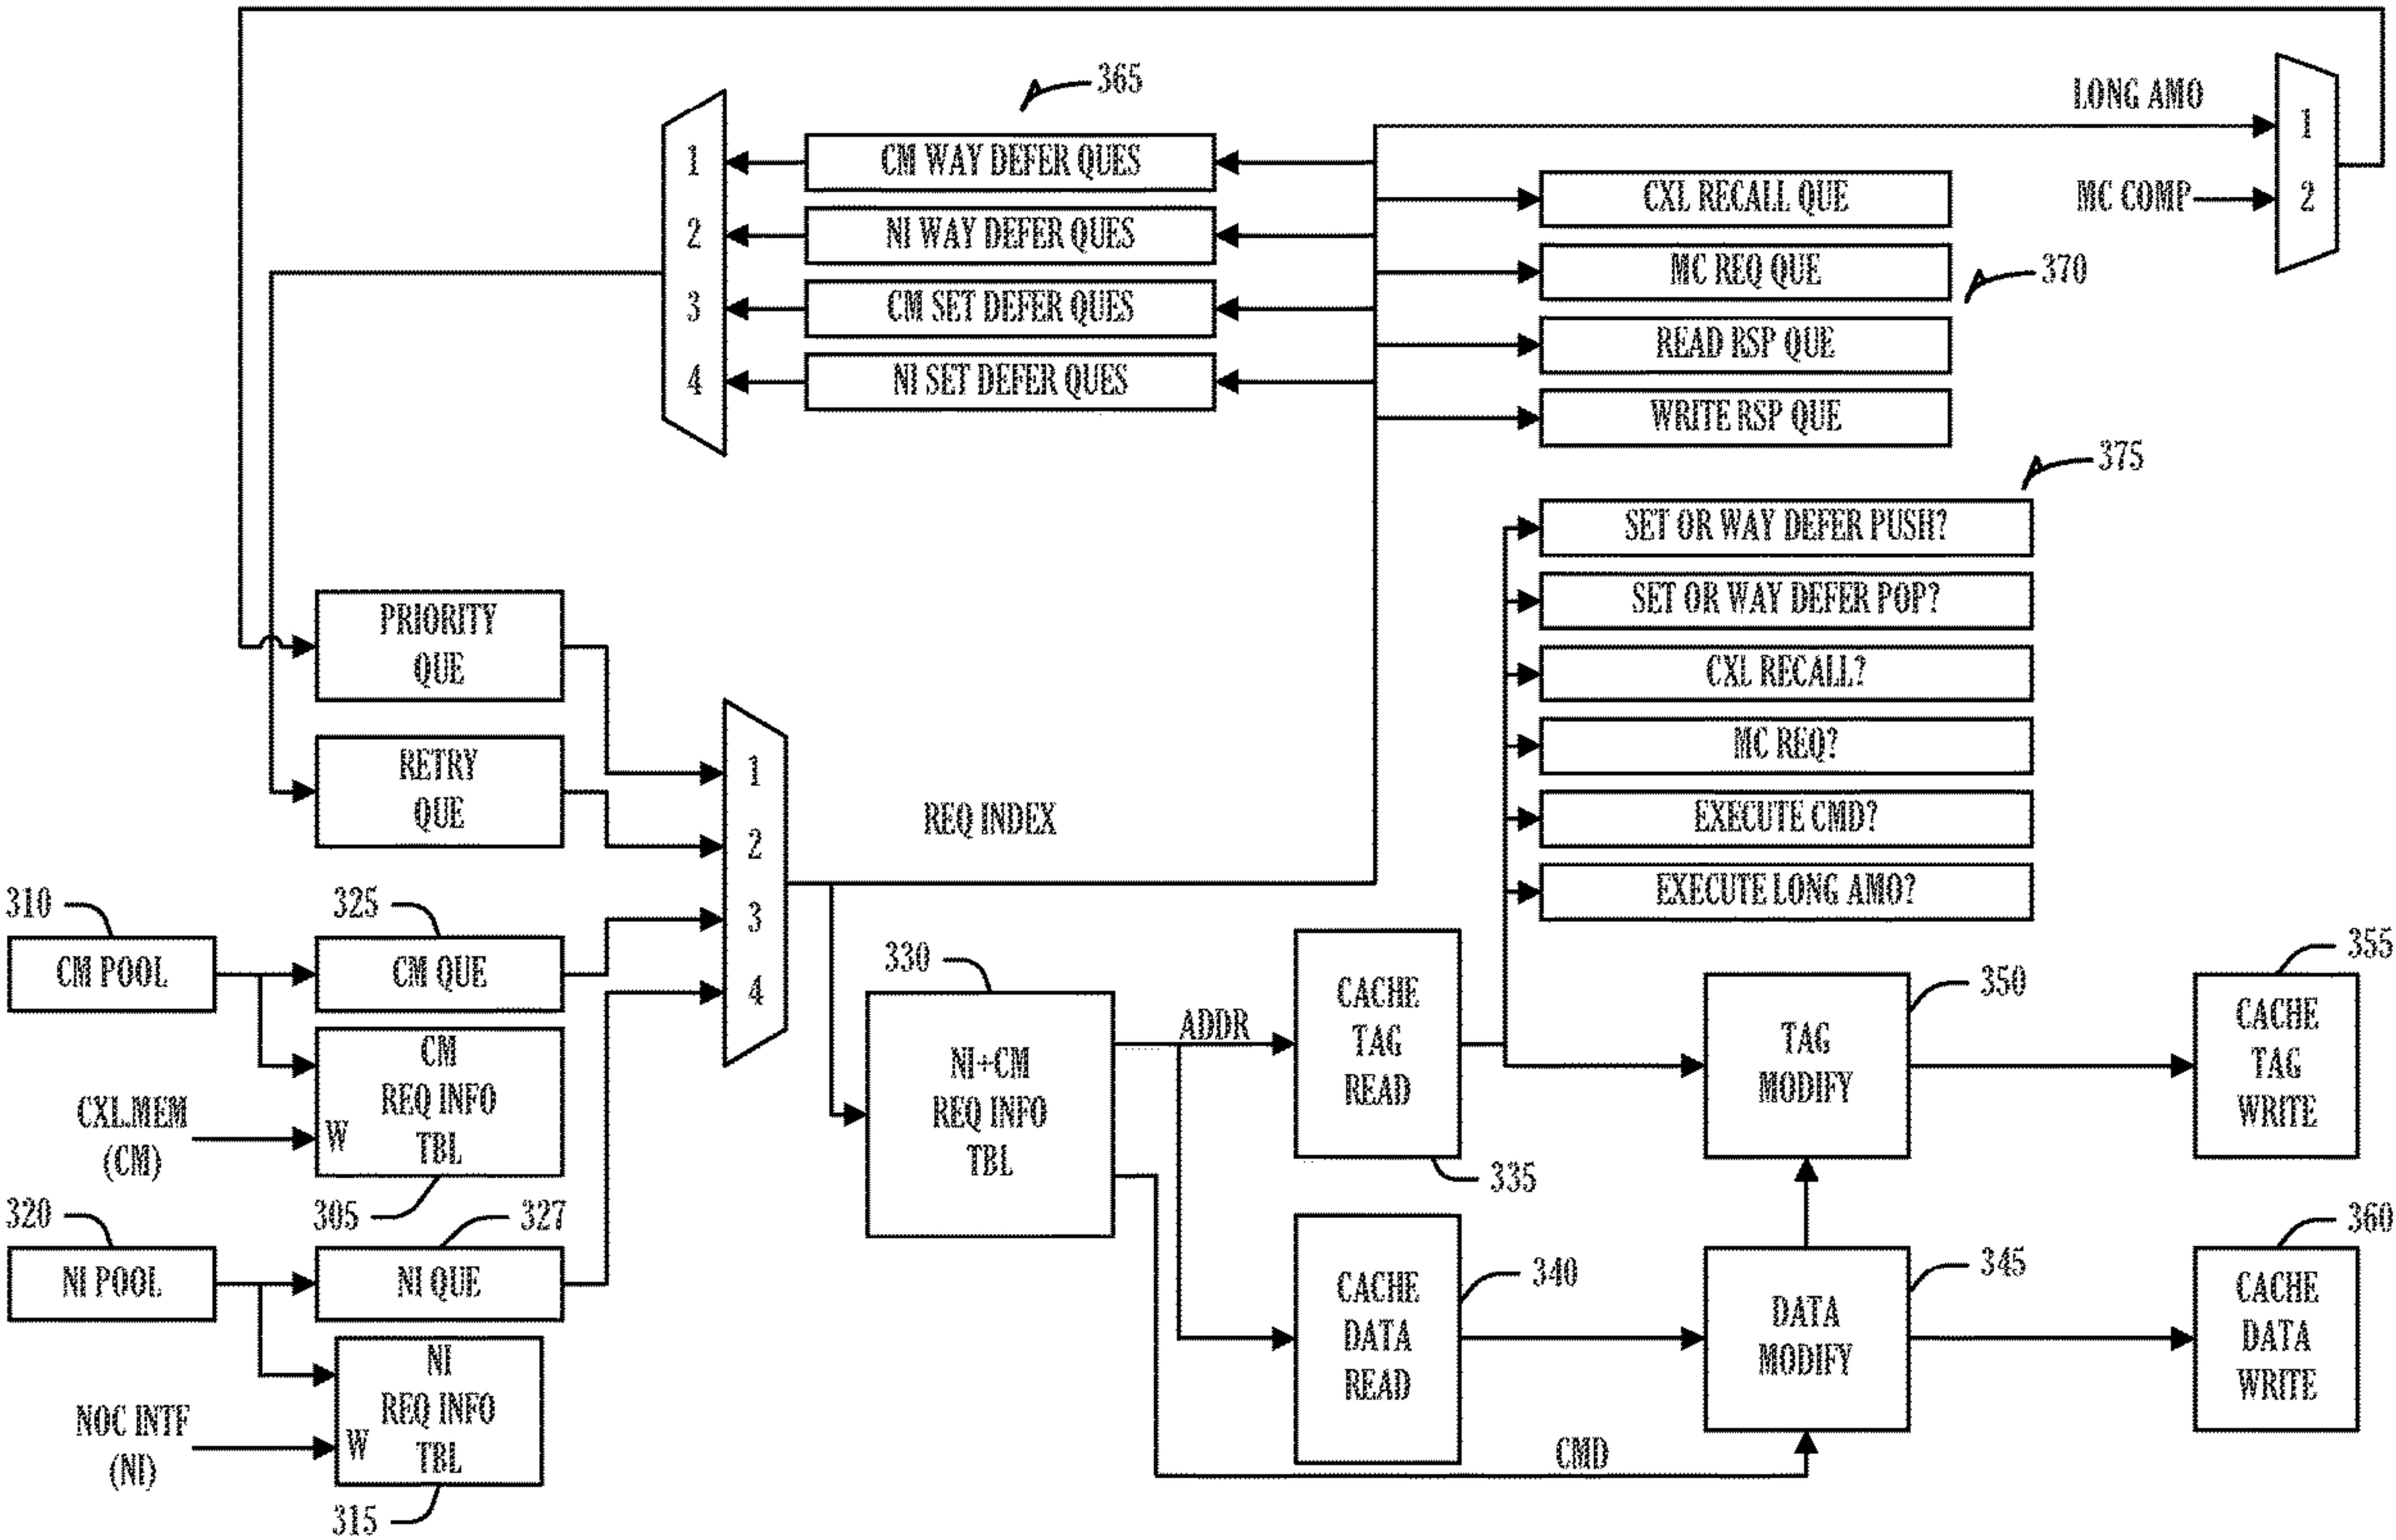 365
LONG AMO
1
CM WAY DEFER QUES
1
CXL RECALL QUE
MC COMP
2
2
NI WAY DEFER QUES
MC REQ QUE
370
3
CM SET DEFER QUES
READ RSP QUE
4
NI SET DEFER QUES
WRITE RSP QUE
375
SET OR WAY DEFER PUSH?
SET OR WAY DEFER POP?
CXL RECALL?
MC REQ?
EXECUTE CMD?
EXECUTE LONG AMO?
PRIORITY
QUE
RETRY
QUE
1
2
3
4
REQ INDEX
310
CM POOL
325
CM QUE
CM
REQ INFO
TBL
W
CXL.MEM
(CM)
305
320
NI POOL
327
NI QUE
NI
REQ INFO
TBL
W
NOC INTF
(NI)
315
330
NI+CM
REQ INFO
TBL
ADDR
CACHE
TAG
READ
335
CACHE
DATA
READ
340
CMD
TAG
MODIFY
350
DATA
MODIFY
345
355
CACHE
TAG
WRITE
360
CACHE
DATA
WRITE